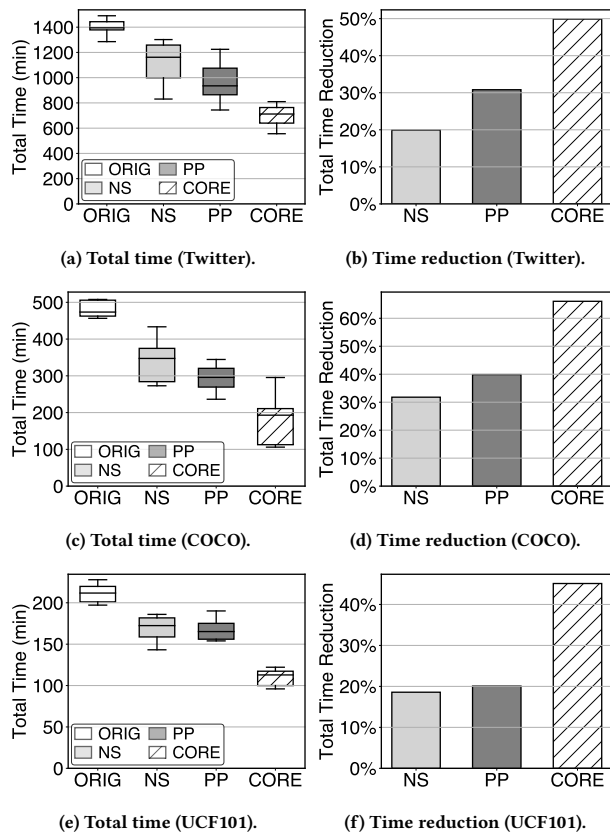 1400
1200
1000
800
600
400
200
0
Total Time (min)
ORIG PP
NS CORE
ORIG NS PP CORE
(a) Total time (Twitter).
50%
40%
30%
20%
10%
0%
Total Time Reduction
NS PP CORE
(b) Time reduction (Twitter).
500
400
300
200
100
0
Total Time (min)
ORIG PP
NS CORE
ORIG NS PP CORE
(c) Total time (COCO).
60%
50%
40%
30%
20%
10%
0%
Total Time Reduction
NS PP CORE
(d) Time reduction (COCO).
200
150
100
50
0
Total Time (min)
ORIG PP
NS CORE
ORIG NS PP CORE
(e) Total time (UCF101).
40%
30%
20%
10%
0%
Total Time Reduction
NS PP CORE
(f) Time reduction (UCF101).